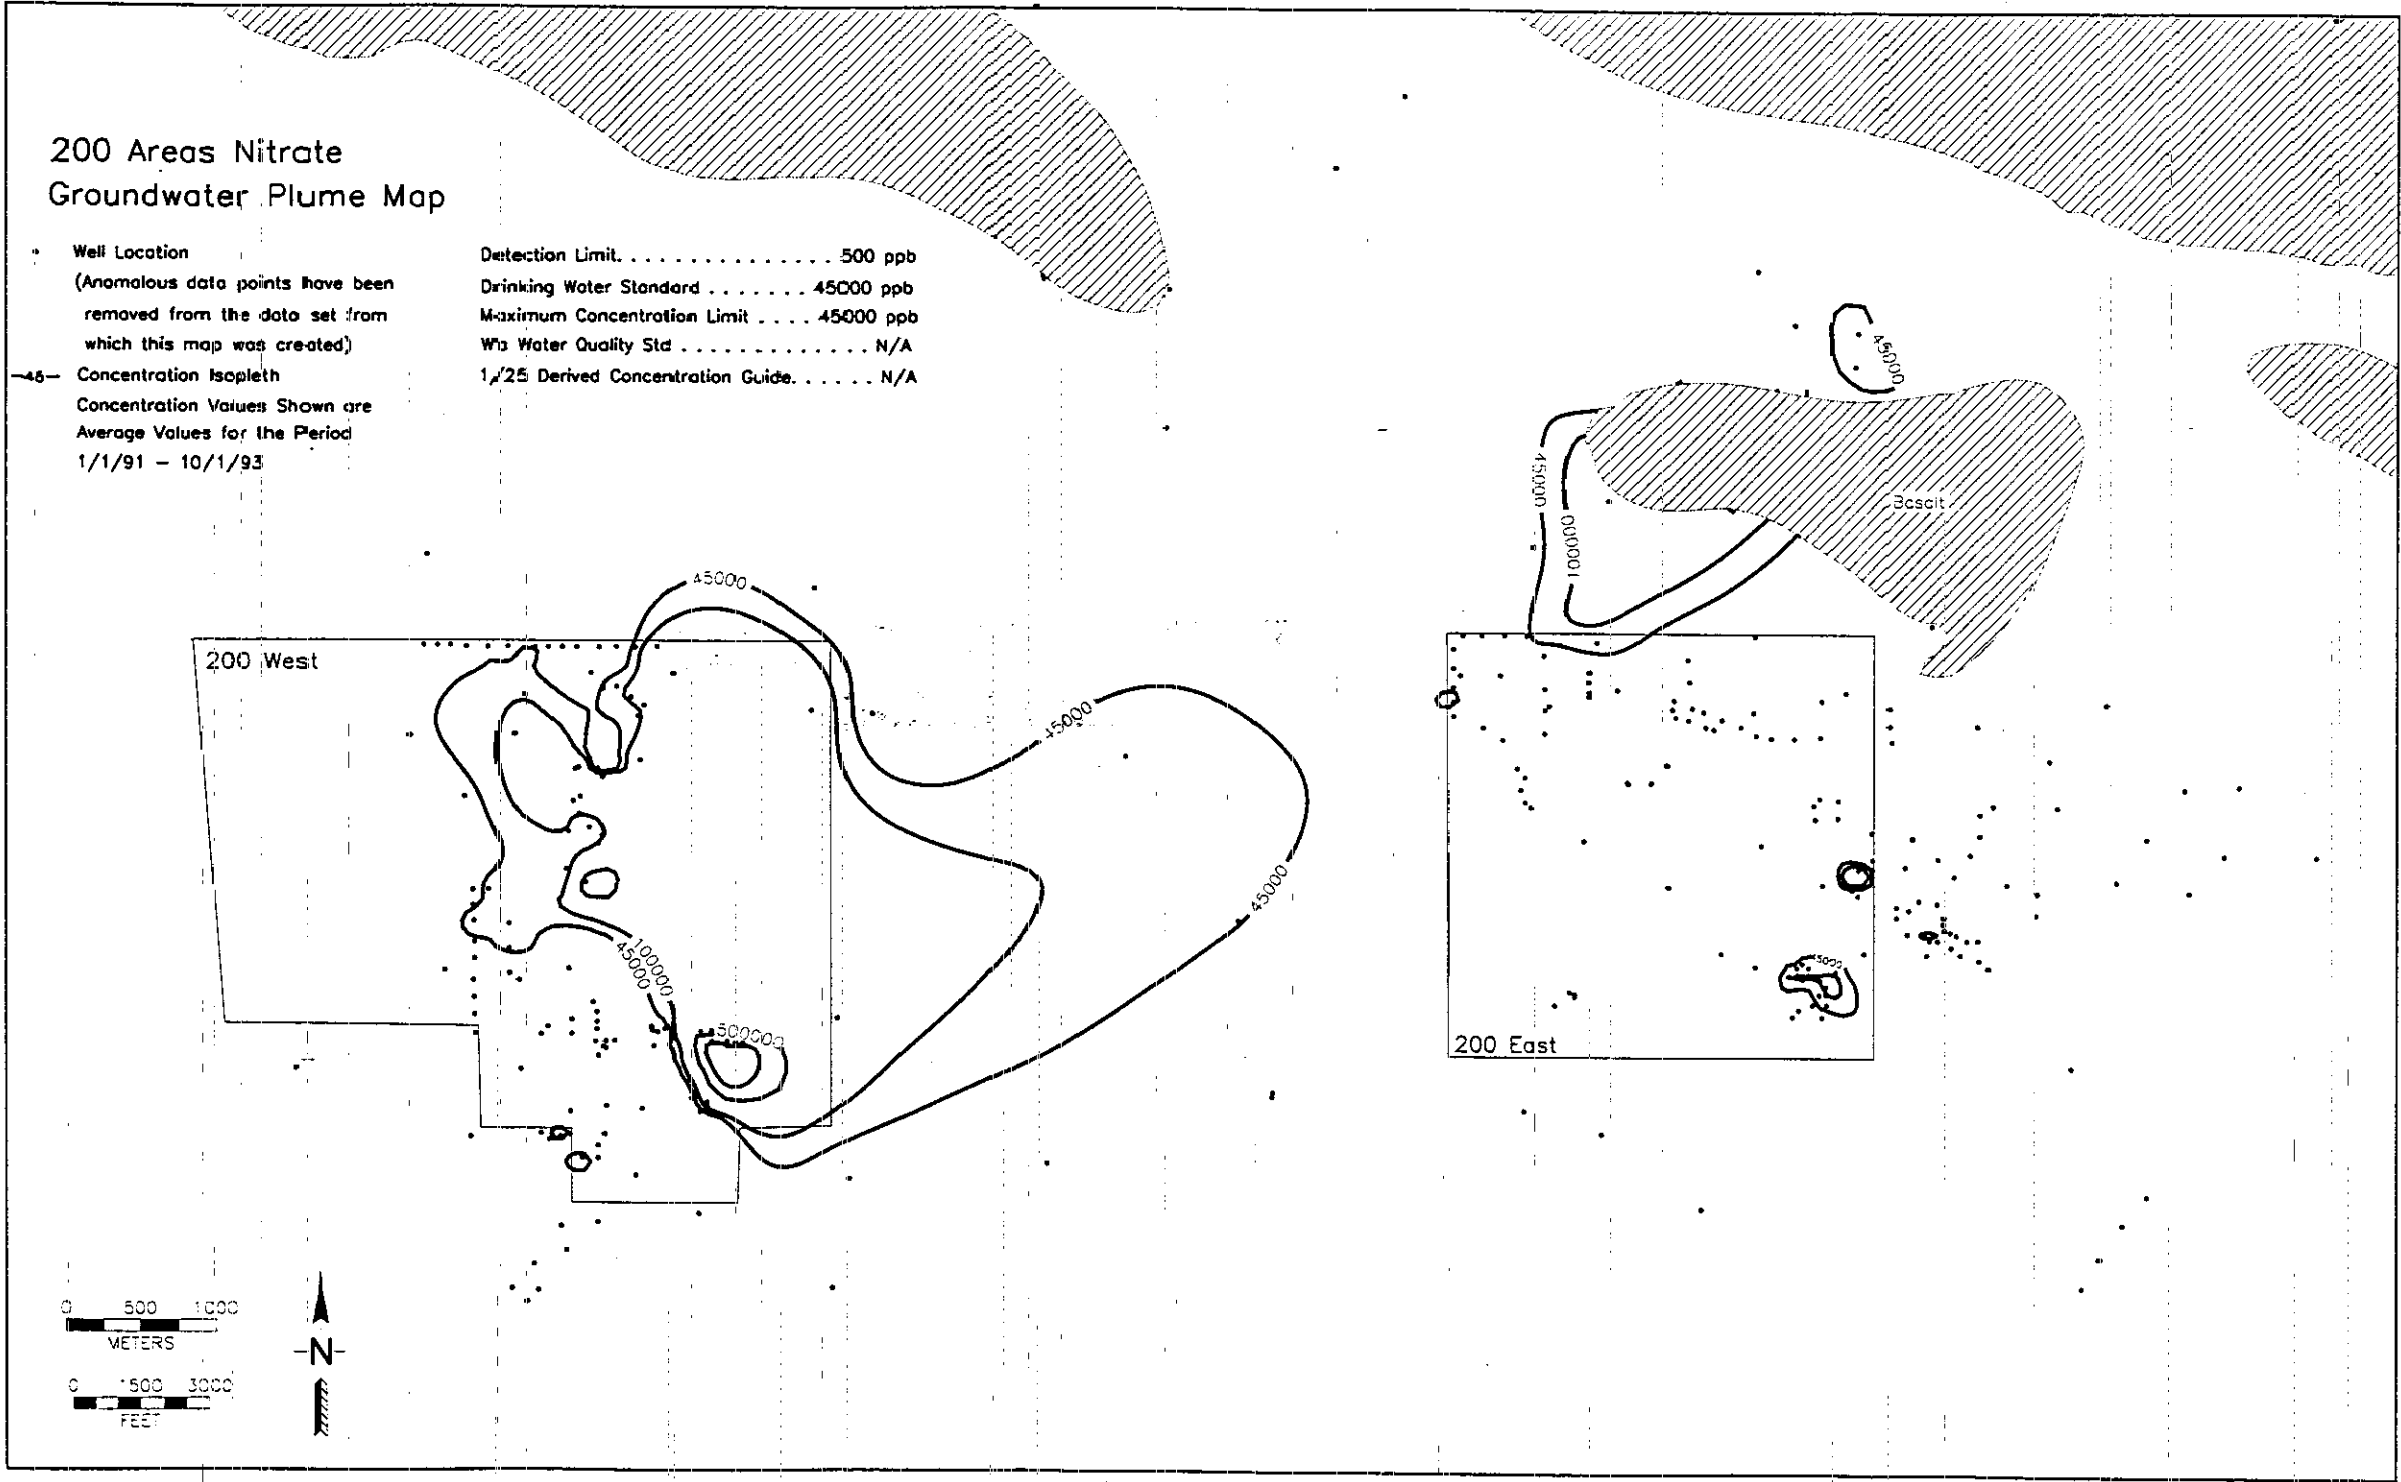 200 Areas Nitrate
Groundwater Plume Map
Well Location
(Anomalous data points have been
removed from the data set from
which this map was created)
—45— Concentration Isopleth
Concentration Values Shown are
Average Values for the Period
1/1/91 – 10/1/93
Detection Limit. . . . . . . . . . . . . . . . 500 ppb
Drinking Water Standard . . . . . . . 45000 ppb
Maximum Concentration Limit . . . . 45000 ppb
Water Quality Std . . . . . . . . . . . . . N/A
1/25 Derived Concentration Guide. . . . . . N/A
45000
45000
100000
Basalt
45000
200 West
45000
45000
100000
45000
500000
45000
200 East
0 500 1000
METERS
0 1500 3000
FEET
N